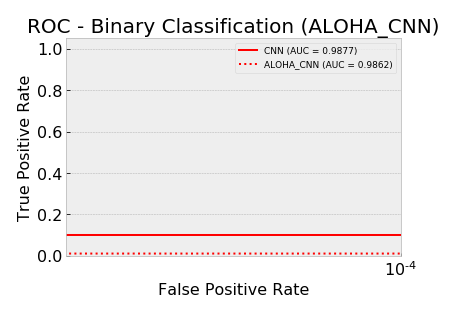 ROC - Binary Classification (ALOHA_CNN)
CNN (AUC = 0.9877)
ALOHA_CNN (AUC = 0.9862)
True Positive Rate
1.0
0.8
0.6
0.4
0.2
0.0
10^-4
False Positive Rate